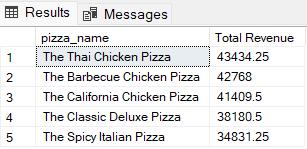 Results Messages
pizza_name Total Revenue
1 The Thai Chicken Pizza 43434.25
2 The Barbecue Chicken Pizza 42768
3 The California Chicken Pizza 41409.5
4 The Classic Deluxe Pizza 38180.5
5 The Spicy Italian Pizza 34831.25